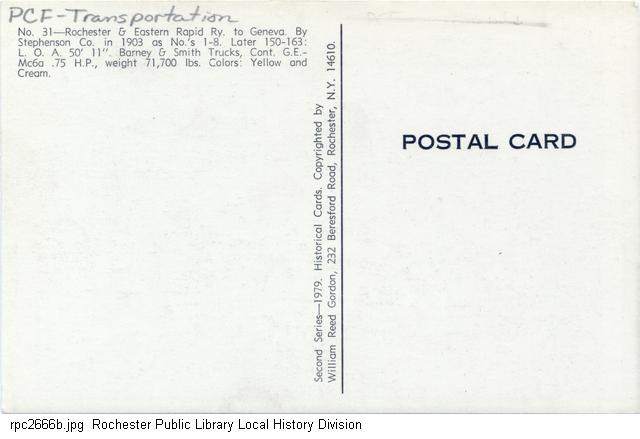 PCF-Transportation
No. 31—Rochester & Eastern Rapid Ry. to Geneva. By
Stephenson Co. in 1903 as No.'s 1-8. Later 150-163:
L. O. A. 50' 11". Barney & Smith Trucks, Cont. G.E.-
Mc6a .75 H.P., weight 71,700 lbs. Colors: Yellow and
Cream.
Second Series—1979. Historical Cards. Copyrighted by
William Reed Gordon, 232 Beresford Road, Rochester, N.Y. 14610.
POSTAL CARD
rpc2666b.jpg Rochester Public Library Local History Division